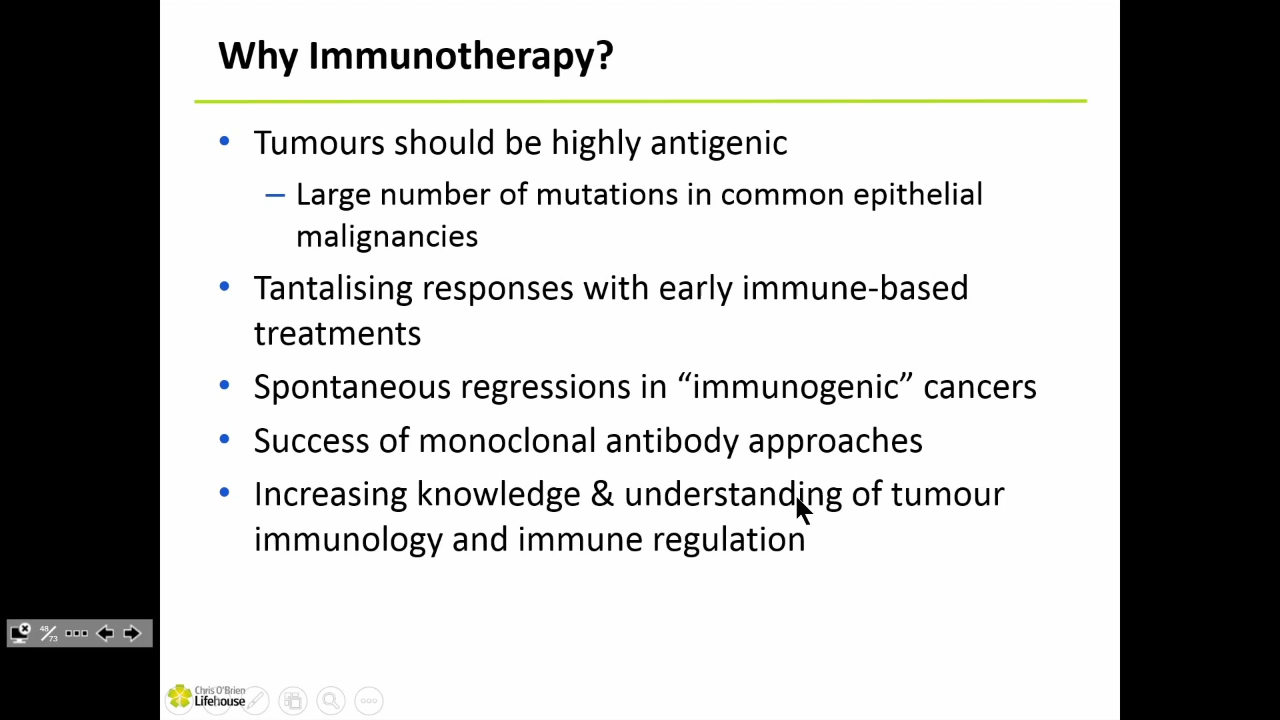 Why Immunotherapy?
• Tumours should be highly antigenic
– Large number of mutations in common epithelial
malignancies
• Tantalising responses with early immune-based
treatments
• Spontaneous regressions in “immunogenic” cancers
• Success of monoclonal antibody approaches
• Increasing knowledge & understanding of tumour
immunology and immune regulation
48/73
Chris O'Brien
Lifehouse